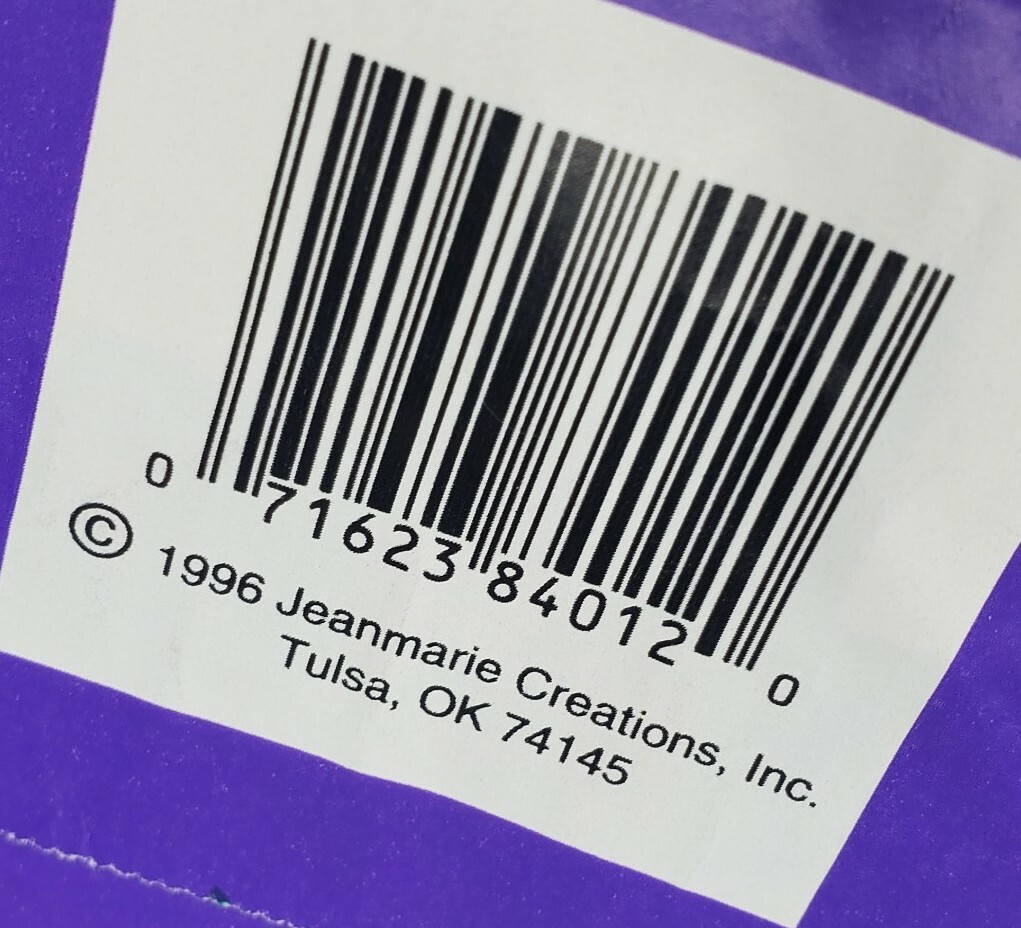 0 71623 84012 0
© 1996 Jeanmarie Creations, Inc.
Tulsa, OK 74145